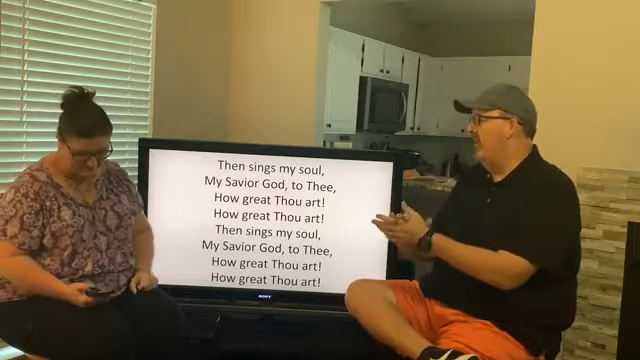 Then sings my soul,
My Savior God, to Thee,
How great Thou art!
How great Thou art!
Then sings my soul,
My Savior God, to Thee,
How great Thou art!
How great Thou art!
SONY